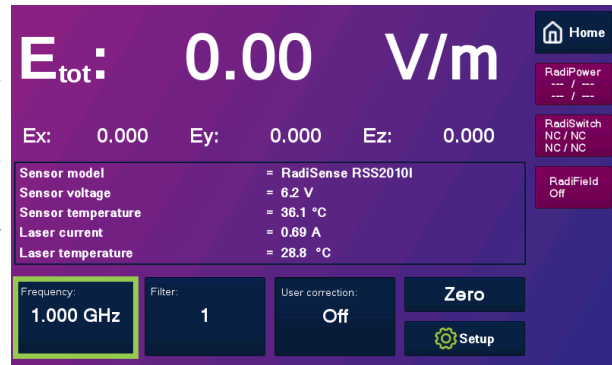 Etot: 0.00 V/m
Ex: 0.000 Ey: 0.000 Ez: 0.000
Sensor model = RadiSense RSS2010I
Sensor voltage = 6.2 V
Sensor temperature = 36.1 °C
Laser current = 0.69 A
Laser temperature = 28.8 °C
Frequency:
1.000 GHz
Filter:
1
User correction:
Off
Zero
Setup
Home
RadiPower
--- / ---
--- / ---
RadiSwitch
NC / NC
NC / NC
RadiField
Off